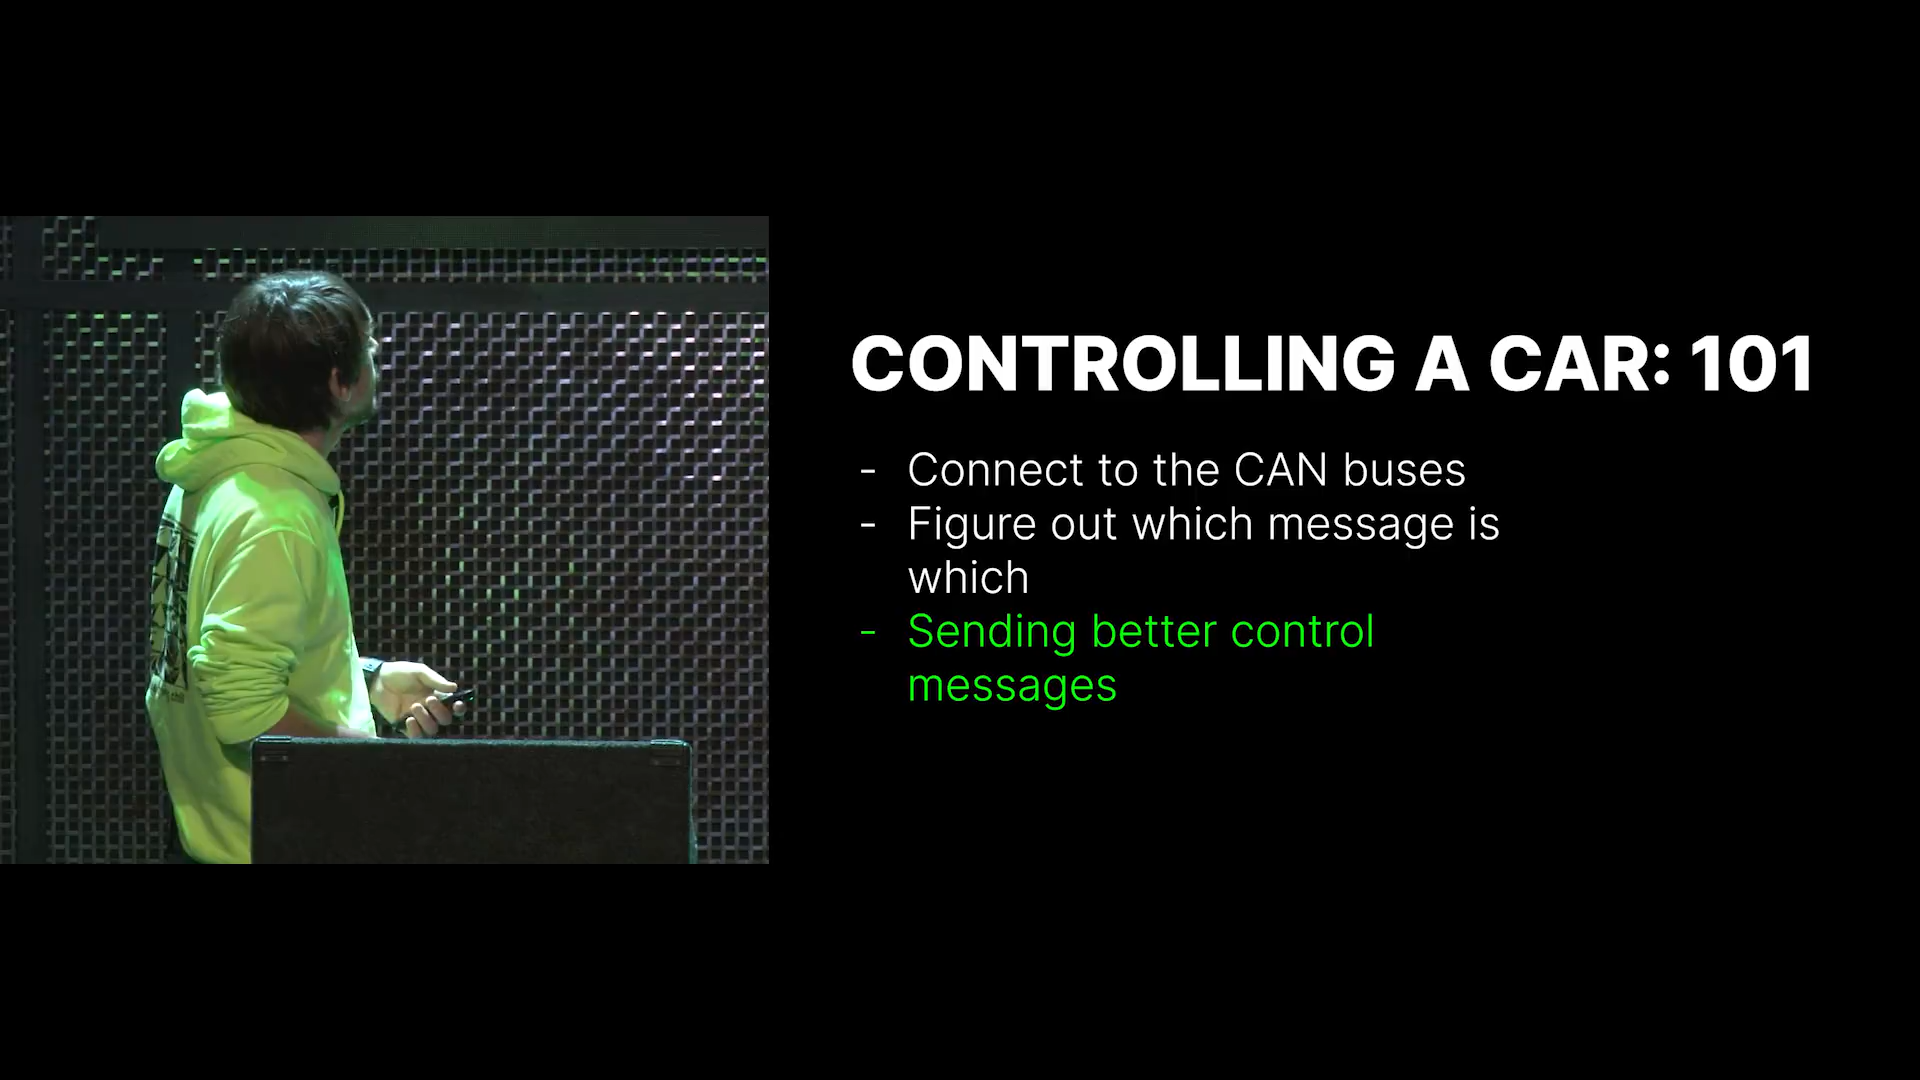 CONTROLLING A CAR: 101
- Connect to the CAN buses
- Figure out which message is
which
- Sending better control
messages